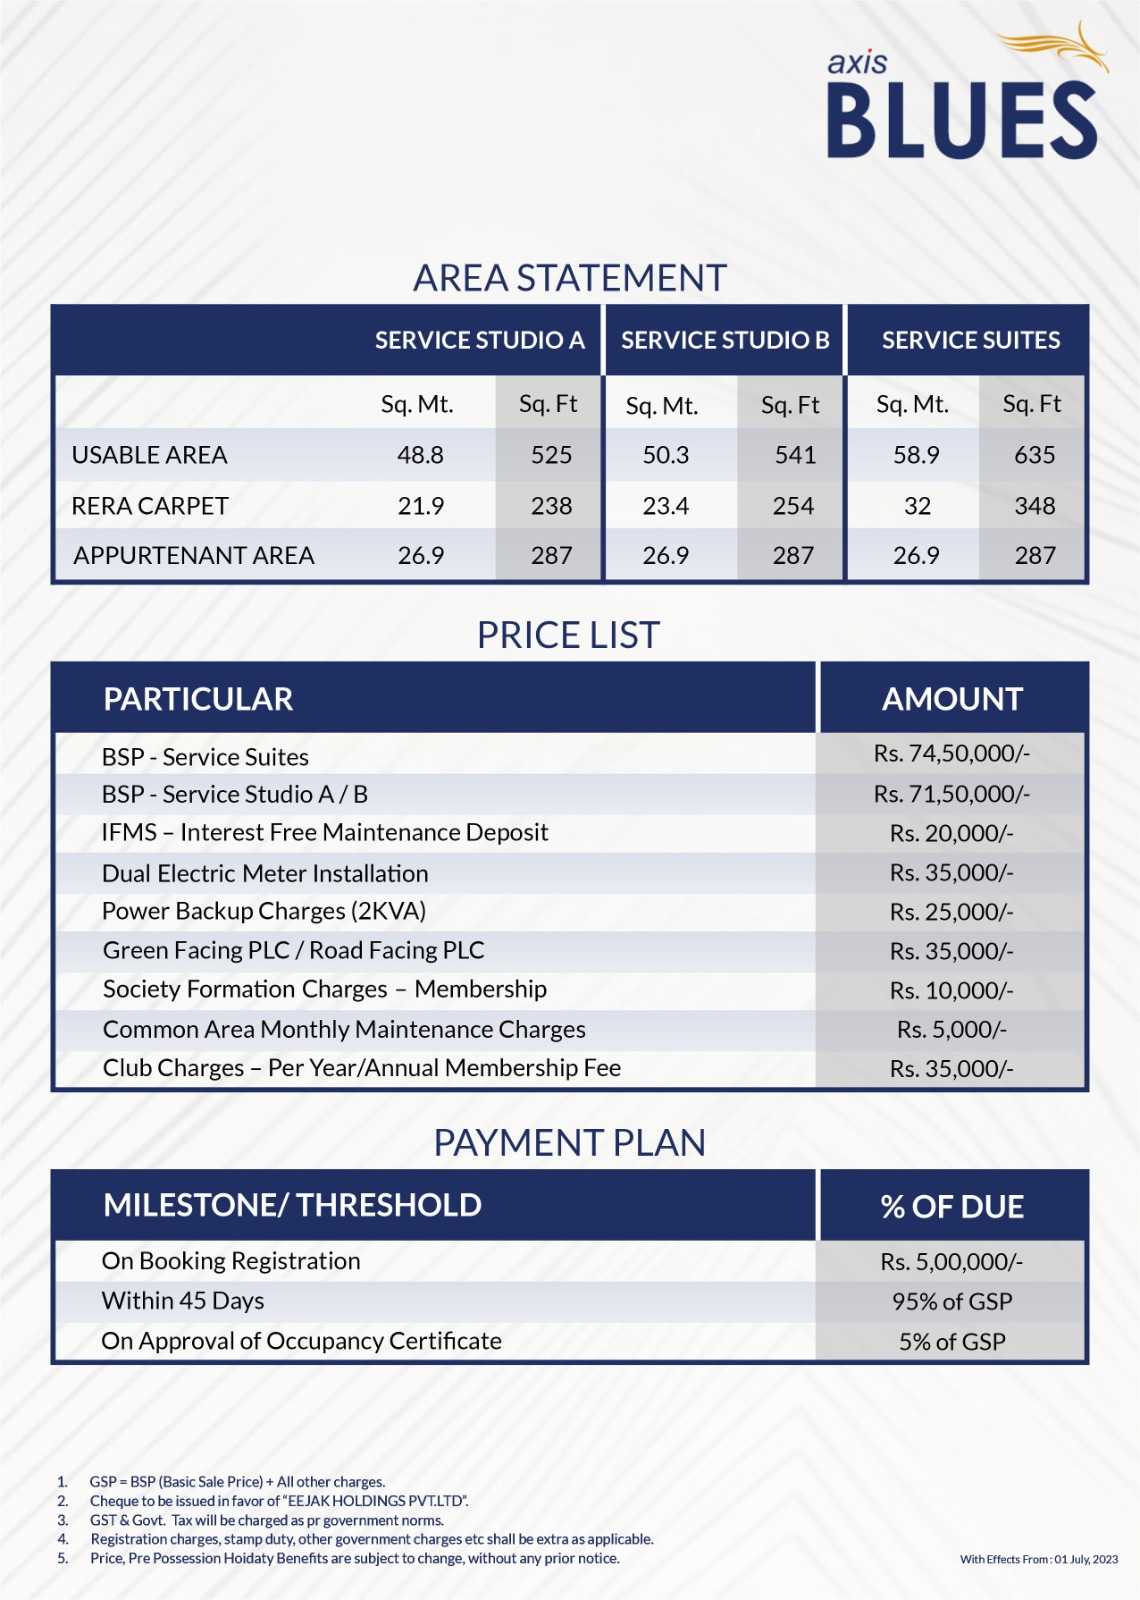 axis
BLUES
AREA STATEMENT
SERVICE STUDIO A SERVICE STUDIO B SERVICE SUITES
Sq. Mt. Sq. Ft Sq. Mt. Sq. Ft Sq. Mt. Sq. Ft
USABLE AREA 48.8 525 50.3 541 58.9 635
RERA CARPET 21.9 238 23.4 254 32 348
APPURTENANT AREA 26.9 287 26.9 287 26.9 287
PRICE LIST
PARTICULAR AMOUNT
BSP - Service Suites Rs. 74,50,000/-
BSP - Service Studio A / B Rs. 71,50,000/-
IFMS – Interest Free Maintenance Deposit Rs. 20,000/-
Dual Electric Meter Installation Rs. 35,000/-
Power Backup Charges (2KVA) Rs. 25,000/-
Green Facing PLC / Road Facing PLC Rs. 35,000/-
Society Formation Charges – Membership Rs. 10,000/-
Common Area Monthly Maintenance Charges Rs. 5,000/-
Club Charges – Per Year/Annual Membership Fee Rs. 35,000/-
PAYMENT PLAN
MILESTONE/ THRESHOLD % OF DUE
On Booking Registration Rs. 5,00,000/-
Within 45 Days 95% of GSP
On Approval of Occupancy Certificate 5% of GSP
1. GSP = BSP (Basic Sale Price) + All other charges.
2. Cheque to be issued in favor of “EEJAK HOLDINGS PVT.LTD”.
3. GST & Govt. Tax will be charged as pr government norms.
4. Registration charges, stamp duty, other government charges etc shall be extra as applicable.
5. Price, Pre Possession Hoidaty Benefits are subject to change, without any prior notice.
With Effects From : 01 July, 2023